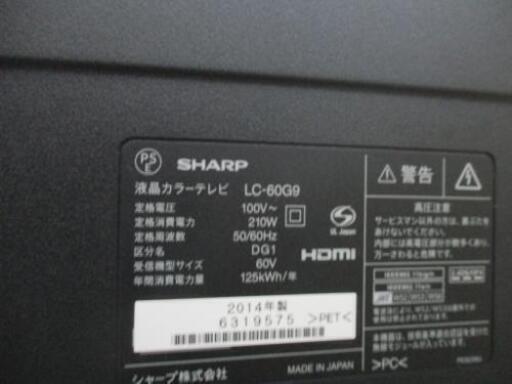 PSE
SHARP
液晶カラーテレビ LC-60G9
定格電圧 100V~
定格消費電力 210W
定格周波数 50/60Hz
区分名 DG1
受信機型サイズ 60V
年間消費電力量 125kWh/年
S
UL Japan
HDMI
2014年製
6319575 >PET<
シャープ株式会社 MADE IN JAPAN
⚠警告
高圧注意
サービスマン以外の方は、裏ぶたを
あけないでください。
内部には高電圧部分が数多くあり、
さわると危険です。
>PC<